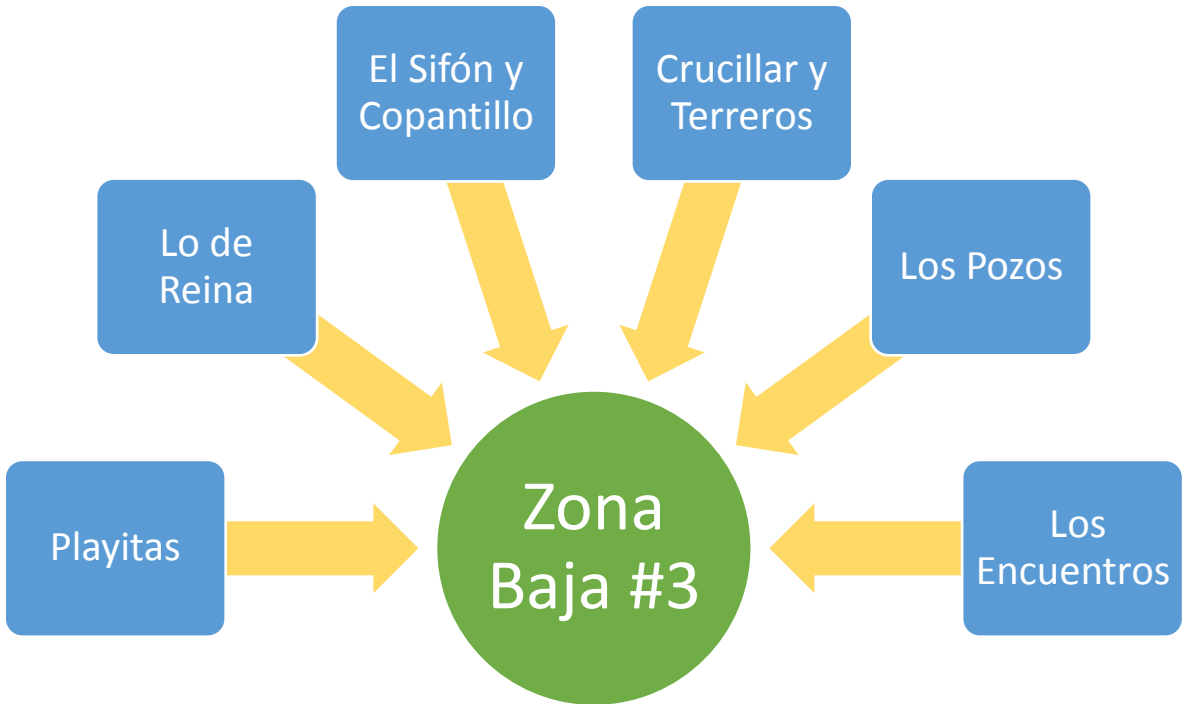 El Sifón y
Copantillo
Crucillar y
Terreros
Lo de
Reina
Los Pozos
Playitas
Zona
Baja #3
Los
Encuentros